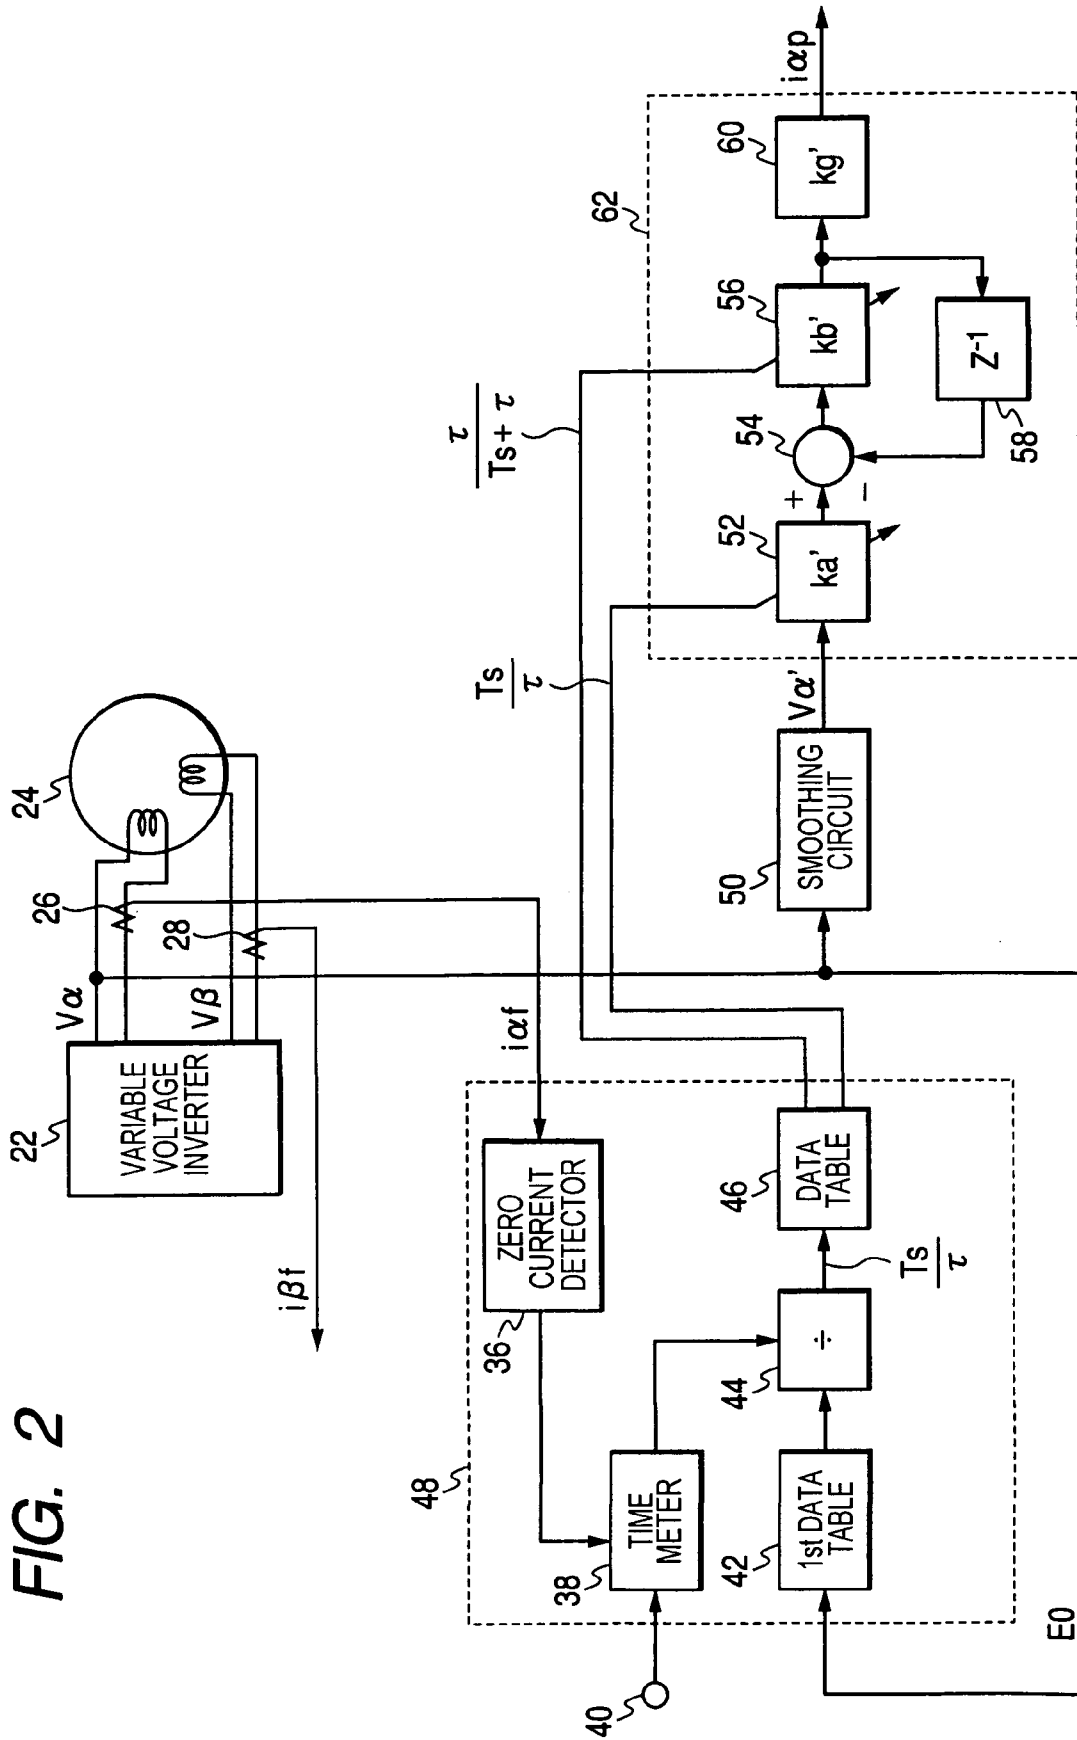 FIG. 2
22
VARIABLE
VOLTAGE
INVERTER
Vα
Vβ
24
26
28
iβf
iαf
48
36
ZERO
CURRENT
DETECTOR
38
TIME
METER
40
42
1st DATA
TABLE
44
÷
Ts
τ
46
DATA
TABLE
Ts
τ
τ
Ts + τ
50
SMOOTHING
CIRCUIT
Vα'
62
52
ka'
+
−
54
56
kb'
58
Z-1
60
kg'
iαp
E0